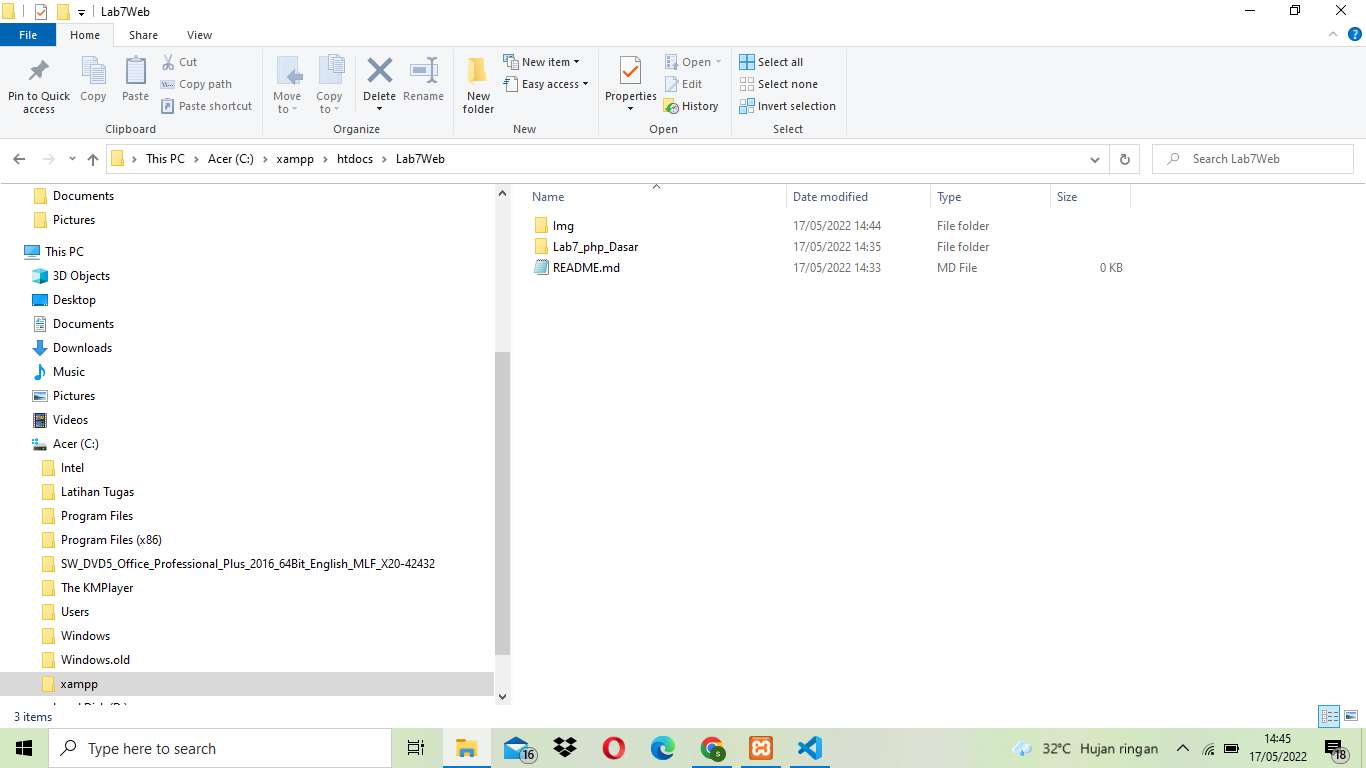 Lab7Web
File Home Share View
Pin to Quick access
Copy
Paste
Cut
Copy path
Paste shortcut
Clipboard
Move to
Copy to
Delete
Rename
Organize
New folder
New item
Easy access
New
Properties
Open
Edit
History
Open
Select all
Select none
Invert selection
Select
This PC > Acer (C:) > xampp > htdocs > Lab7Web
Search Lab7Web
Documents
Pictures
This PC
3D Objects
Desktop
Documents
Downloads
Music
Pictures
Videos
Acer (C:)
Intel
Latihan Tugas
Program Files
Program Files (x86)
SW_DVD5_Office_Professional_Plus_2016_64Bit_English_MLF_X20-42432
The KMPlayer
Users
Windows
Windows.old
xampp
Name Date modified Type Size
Img 17/05/2022 14:44 File folder
Lab7_php_Dasar 17/05/2022 14:35 File folder
README.md 17/05/2022 14:33 MD File 0 KB
3 items
Type here to search
16
S
32°C Hujan ringan
14:45
17/05/2022
18